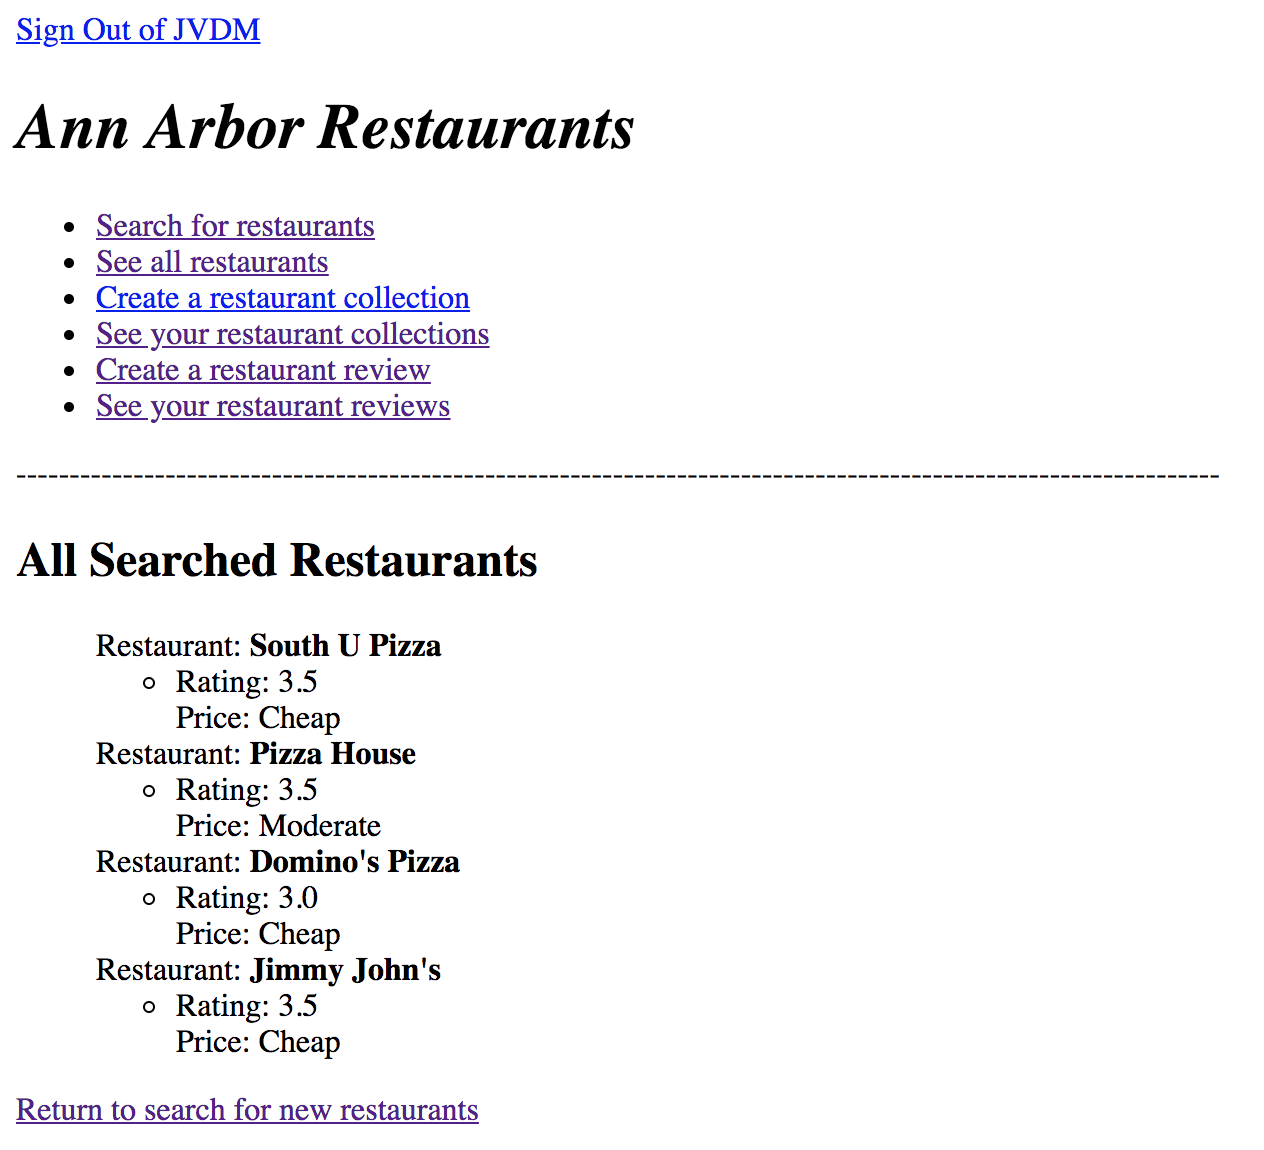 Sign Out of JVDM
Ann Arbor Restaurants
Search for restaurants
See all restaurants
Create a restaurant collection
See your restaurant collections
Create a restaurant review
See your restaurant reviews
-----------------------------------------------------------------------------------------------------------------
All Searched Restaurants
Restaurant: South U Pizza
Rating: 3.5
Price: Cheap
Restaurant: Pizza House
Rating: 3.5
Price: Moderate
Restaurant: Domino's Pizza
Rating: 3.0
Price: Cheap
Restaurant: Jimmy John's
Rating: 3.5
Price: Cheap
Return to search for new restaurants